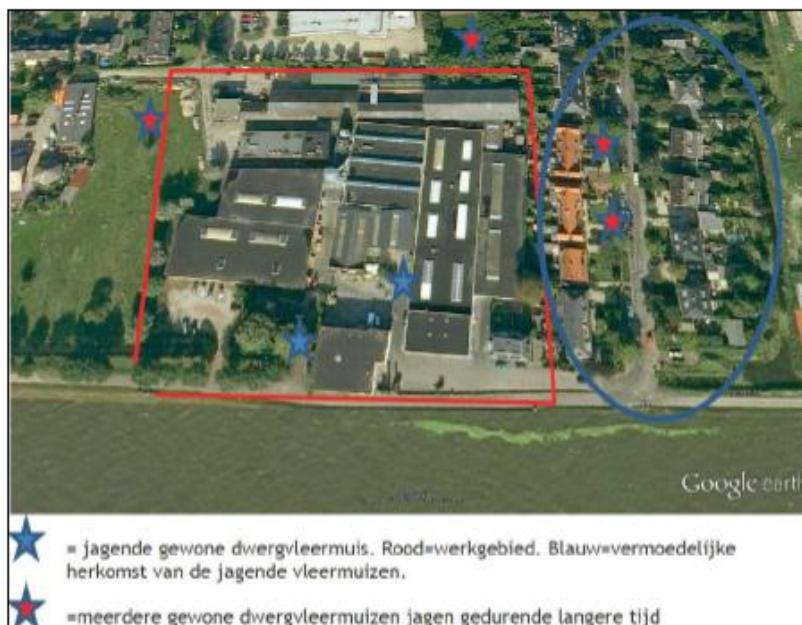 Google earth
= jagende gewone dwergvleermuis. Rood=werkgebied. Blauw=vermoedelijke
herkomst van de jagende vleermuizen.
=meerdere gewone dwergvleermuizen jagen gedurende langere tijd